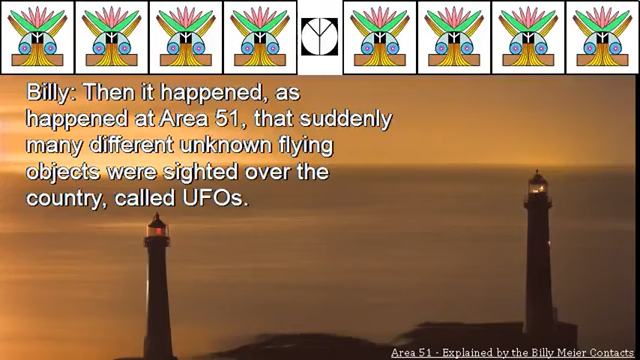 Billy: Then it happened, as
happened at Area 51, that suddenly
many different unknown flying
objects were sighted over the
country, called UFOs.
Area 51 - Explained by the Billy Meier Contacts